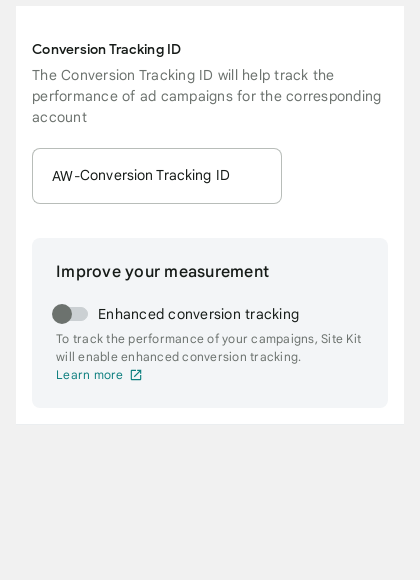 Conversion Tracking ID
The Conversion Tracking ID will help track the
performance of ad campaigns for the corresponding
account
AW-Conversion Tracking ID
Improve your measurement
Enhanced conversion tracking
To track the performance of your campaigns, Site Kit
will enable enhanced conversion tracking.
Learn more